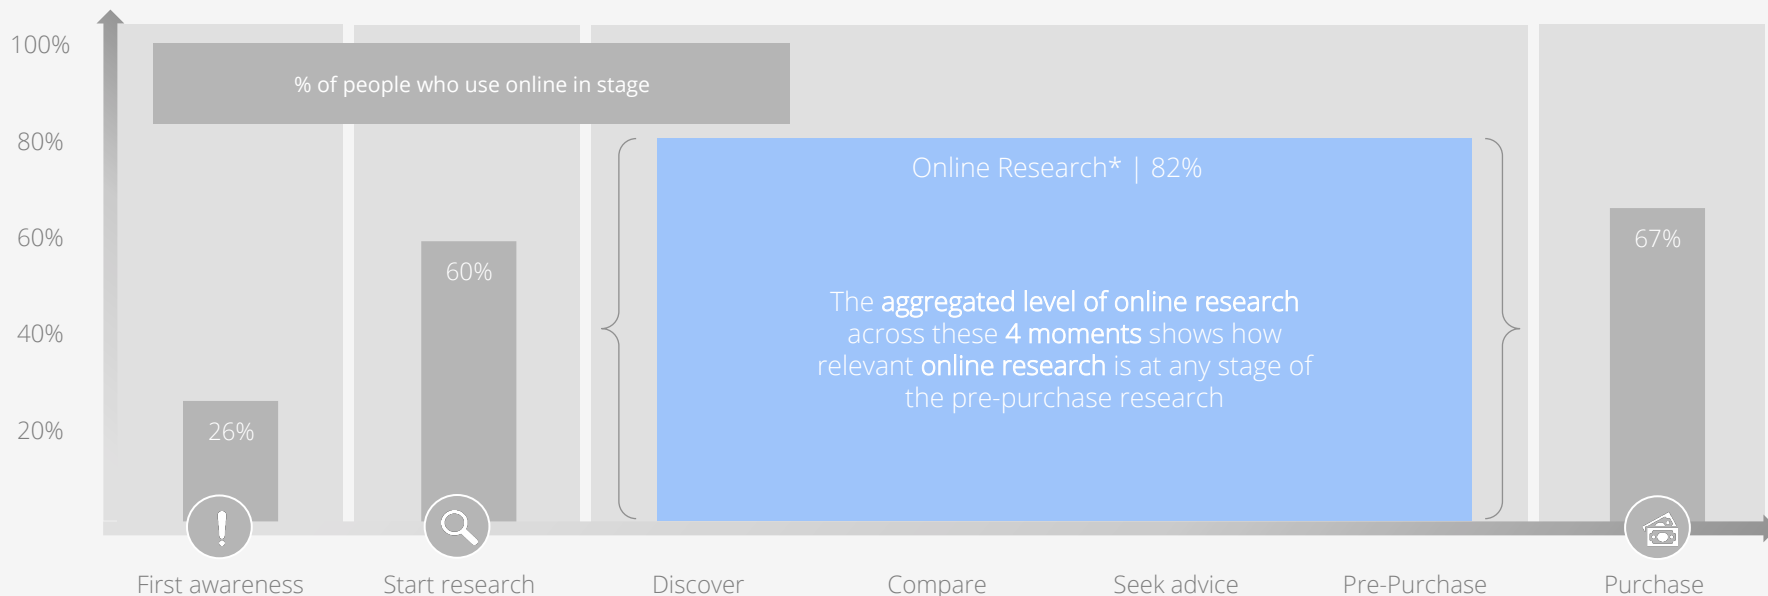 100%
80%
60%
40%
20%
% of people who use online in stage
26%
60%
Online Research* | 82%
The aggregated level of online research
across these 4 moments shows how
relevant online research is at any stage of
the pre-purchase research
67%
First awareness
Start research
Discover
Compare
Seek advice
Pre-Purchase
Purchase